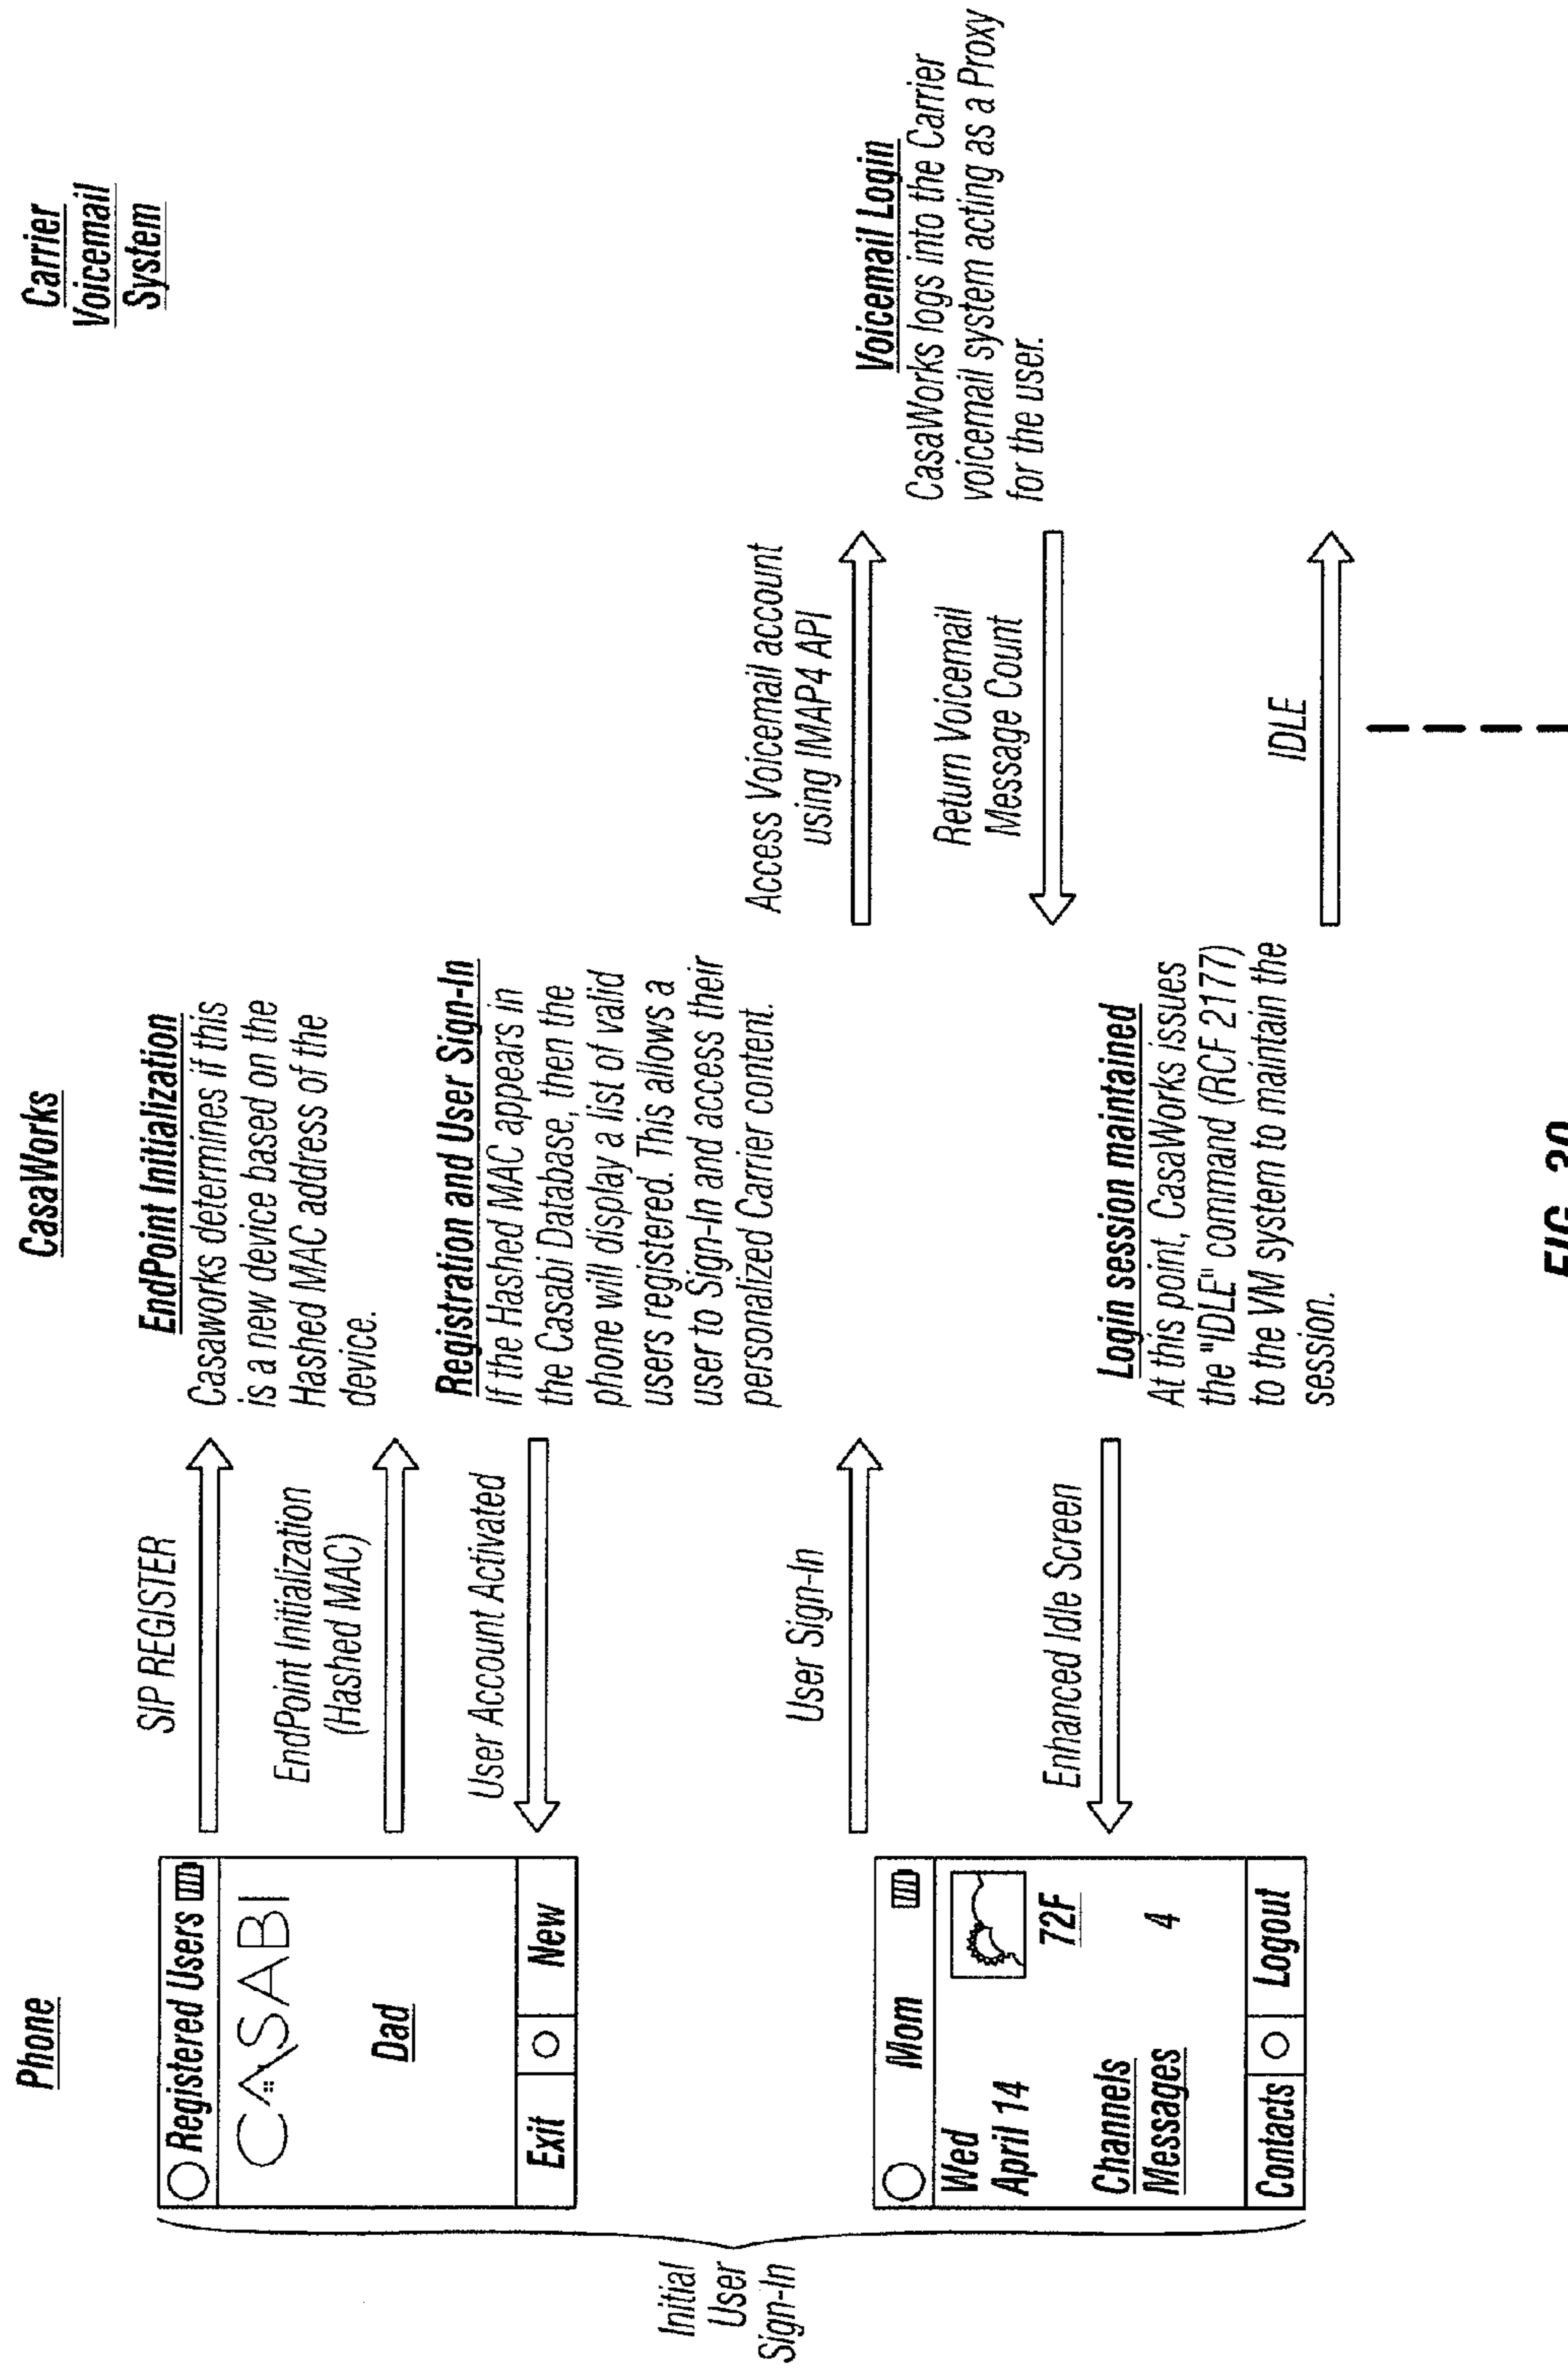 Phone
CasaWorks
Carrier
Voicemail
System
Initial
User
Sign-In
Registered Users
CASABI
Dad
Exit
New
SIP REGISTER
EndPoint Initialization
(Hashed MAC)
User Account Activated
EndPoint Initialization
Casaworks determines if this
is a new device based on the
Hashed MAC address of the
device.
Registration and User Sign-In
If the Hashed MAC appears in
the Casabi Database, then the
phone will display a list of valid
users registered. This allows a
user to Sign-In and access their
personalized Carrier content.
User Sign-In
Access Voicemail account
using IMAP4 API
Voicemail Login
CasaWorks logs into the Carrier
voicemail system acting as a Proxy
for the user.
Return Voicemail
Message Count
Mom
Wed
April 14
72F
Channels
Messages 4
Contacts
Logout
Enhanced Idle Screen
Login session maintained
At this point, CasaWorks issues
the "IDLE" command (RCF 2177)
to the VM system to maintain the
session.
IDLE
FIG. 30